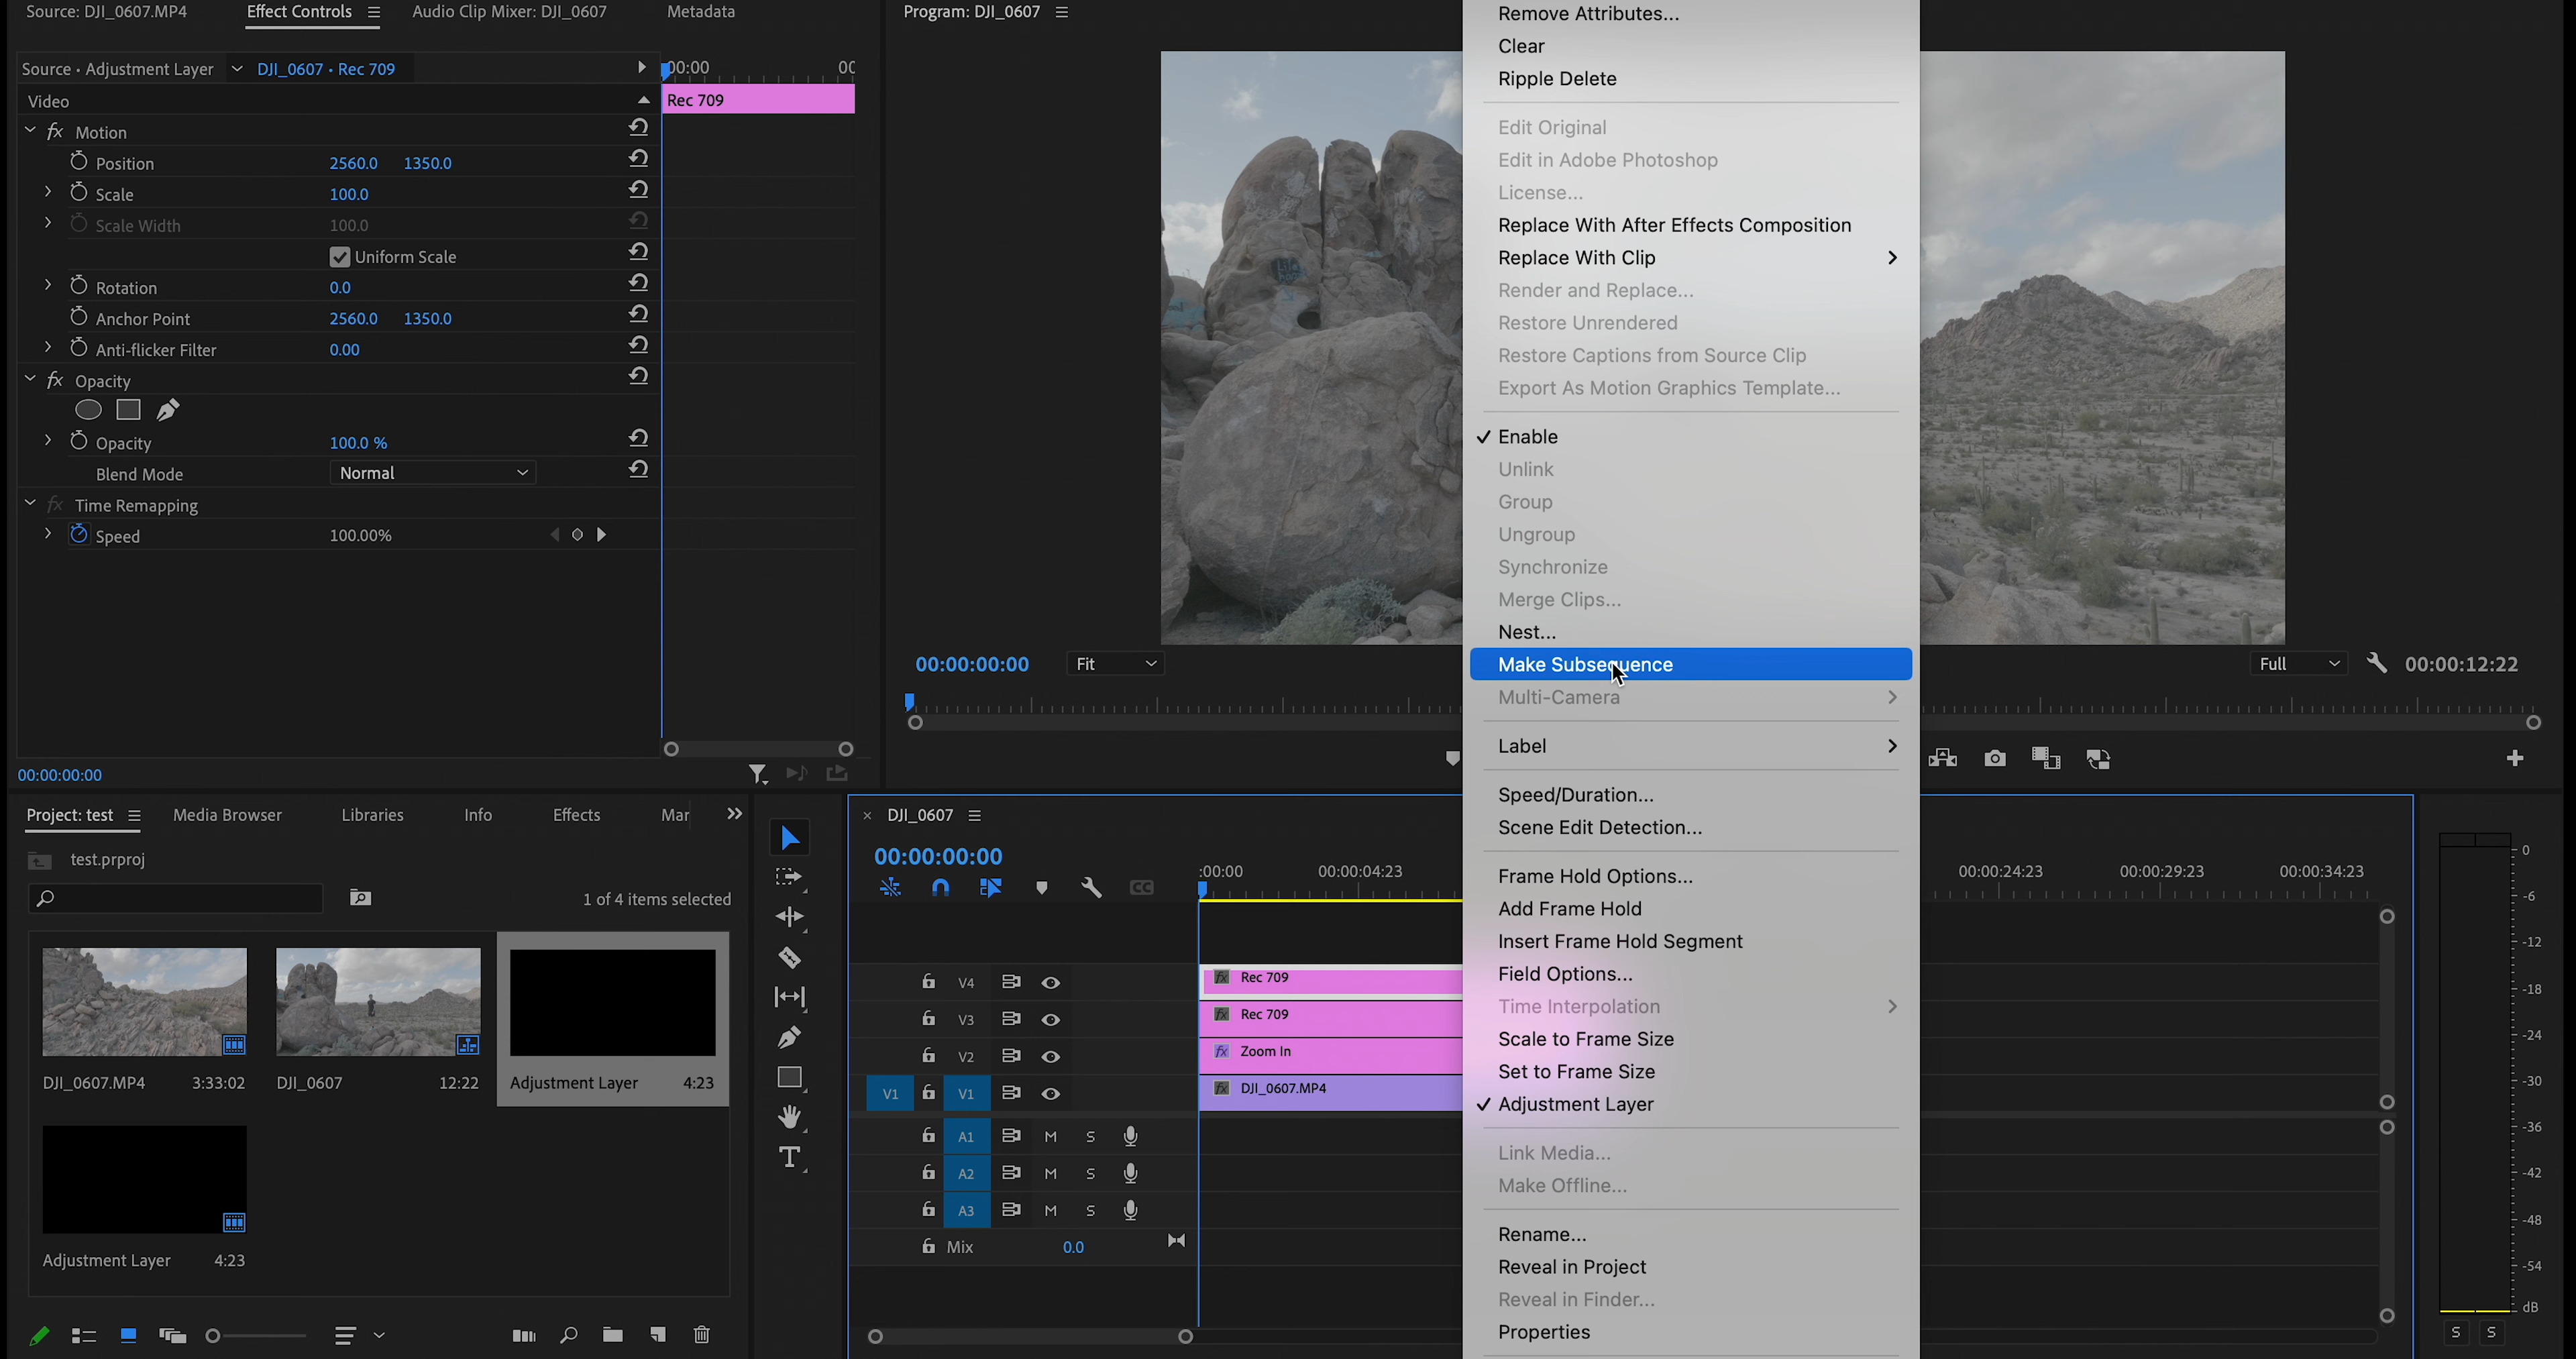 Source: DJI_0607.MP4
Effect Controls
Audio Clip Mixer: DJI_0607
Metadata
Source • Adjustment Layer
DJI_0607 • Rec 709
00:00
00
Video
Rec 709
Motion
Position 2560.0 1350.0
Scale 100.0
Scale Width 100.0
Uniform Scale
Rotation 0.0
Anchor Point 2560.0 1350.0
Anti-flicker Filter 0.00
Opacity
Opacity 100.0 %
Blend Mode Normal
Time Remapping
Speed 100.00%
00:00:00:00
Program: DJI_0607
00:00:00:00
Fit
Full
00:00:12:22
Remove Attributes...
Clear
Ripple Delete
Edit Original
Edit in Adobe Photoshop
License...
Replace With After Effects Composition
Replace With Clip
Render and Replace...
Restore Unrendered
Restore Captions from Source Clip
Export As Motion Graphics Template...
Enable
Unlink
Group
Ungroup
Synchronize
Merge Clips...
Nest...
Make Subsequence
Multi-Camera
Label
Speed/Duration...
Scene Edit Detection...
Frame Hold Options...
Add Frame Hold
Insert Frame Hold Segment
Field Options...
Time Interpolation
Scale to Frame Size
Set to Frame Size
Adjustment Layer
Link Media...
Make Offline...
Rename...
Reveal in Project
Reveal in Finder...
Properties
Project: test
Media Browser
Libraries
Info
Effects
Mar
test.prproj
1 of 4 items selected
DJI_0607.MP4 3:33:02
DJI_0607 12:22
Adjustment Layer 4:23
Adjustment Layer 4:23
DJI_0607
00:00:00:00
:00:00
00:00:04:23
00:00:24:23
00:00:29:23
00:00:34:23
V4
fx Rec 709
V3
fx Rec 709
V2
fx Zoom In
V1 V1
fx DJI_0607.MP4
A1 M S
A2 M S
A3 M S
Mix 0.0
0
-6
-12
-18
-24
-30
-36
-42
-48
-54
dB
S S